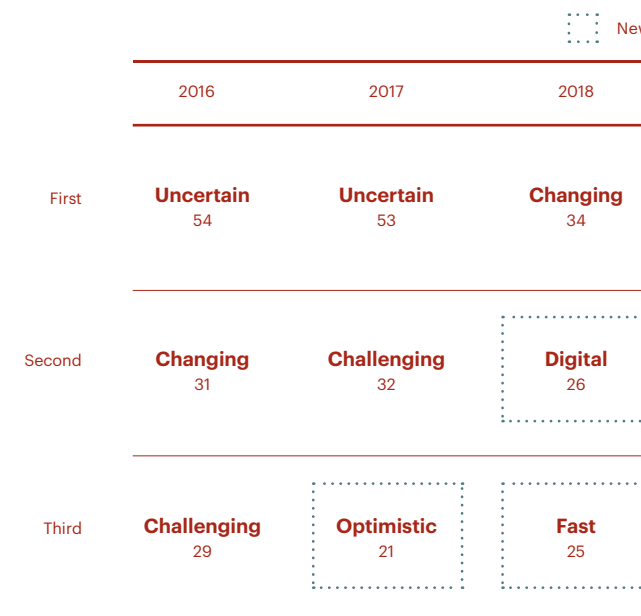 2016 2017 2018
First
Uncertain Uncertain Changing
54 53 34
Second
Changing Challenging Digital
31 32 26
Third
Challenging Optimistic Fast
29 21 25